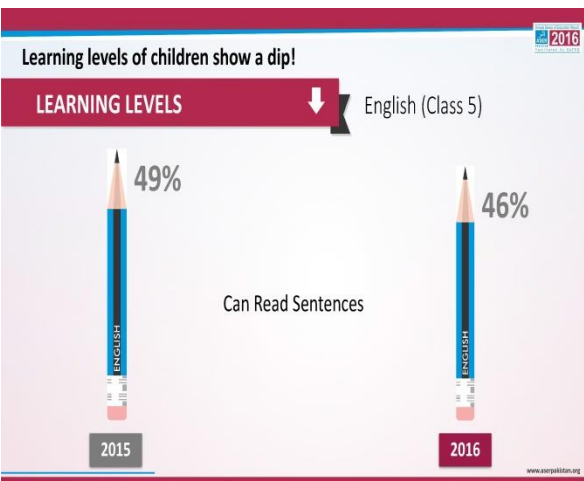 aser
2016
Learning levels of children show a dip!
LEARNING LEVELS
English (Class 5)
49%
46%
Can Read Sentences
ENGLISH
ENGLISH
2015
2016
www.aserpakistan.org